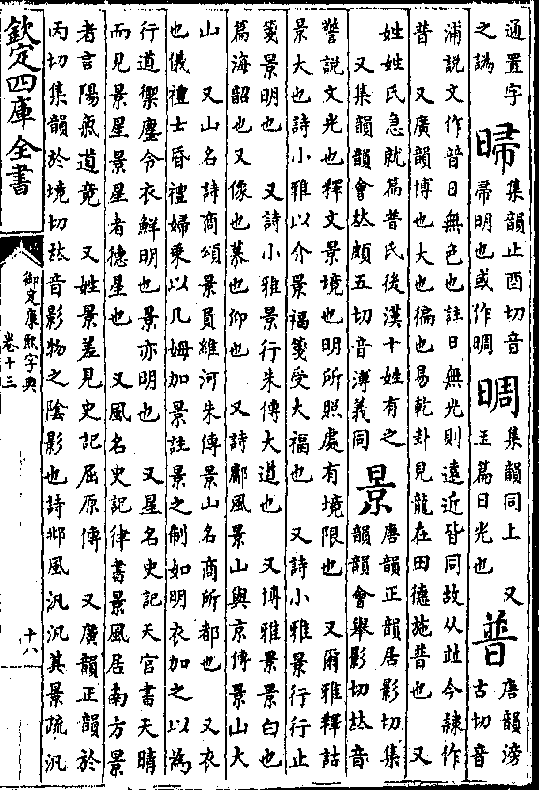 通置字 集韻止酉切音 集韻同上 又 唐韻滂
之譌 㫶 帚明也或作晭 晭 玉篇日光也 普 古切音
浦說文作普日無色也註日無光則遠近皆同故从竝今隸作
普 又廣韻博也大也徧也易乾卦見龍在田德施普也 又
姓姓氏急就篇普氏後漢十姓有之 景 唐韻正韻居影切集
又集韻韻會𠀤頗五切音溥義同 韻韻會舉影切𠀤音
警說文光也釋文景境也明所照處有境限也 又爾雅釋詁
景大也詩小雅以介景福箋受大福也 又詩小雅景行行止
箋景明也 又詩小雅景行朱傳大道也 又博雅景景白也
篇海韶也又像也慕也仰也 又詩鄘風景山與京傳景山大
山 又山名詩商頌景員維河朱傳景山名商所都也 又衣
也儀禮士昏禮婦乘以几姆加景註景之制如明衣加之以為
行道禦塵令衣鮮明也景亦明也 又星名史記天官書天晴
而見景星景星者德星也 又風名史記律書景風居南方景
者言陽氣道竟 又姓景差見史記屈原傳 又廣韻正韻於
丙切集韻於境切𠀤音影物之陰影也詩邶風汎汎其景疏汎
欽定四庫全書
御定康熙字典
卷十三
十八